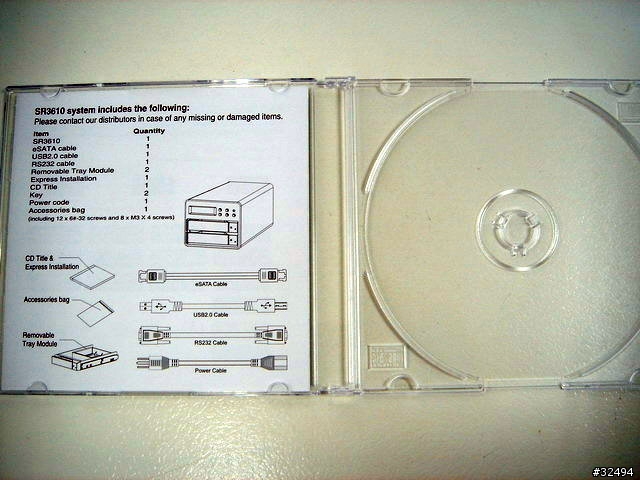 SR3610 system includes the following:
Please contact our distributors in case of any missing or damaged items.
Item Quantity
SR3610 1
eSATA cable 1
USB2.0 cable 1
RS232 cable 1
Removable Tray Module 2
Express Installation 1
CD Title 1
Key 2
Power code 1
Accessories bag 1
(including 12 x 6#-32 screws and 8 x M3 X 4 screws)
CD Title &
Express Installation
eSATA Cable
Accessories bag
USB2.0 Cable
Removable
Tray Module
RS232 Cable
Power Cable
#32494